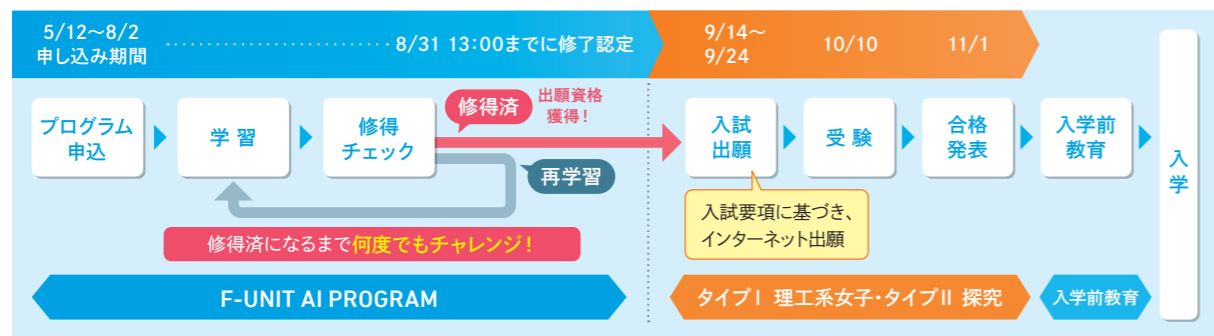 5/12～8/2
申し込み期間
8/31 13:00までに修了認定
9/14～
9/24
10/10
11/1
プログラム
申込
学習
修得
チェック
修得済
出願資格
獲得！
再学習
修得済になるまで何度でもチャレンジ！
入試
出願
受験
合格
発表
入学前
教育
入学
入試要項に基づき、
インターネット出願
F-UNIT AI PROGRAM
タイプⅠ 理工系女子・タイプⅡ 探究
入学前教育